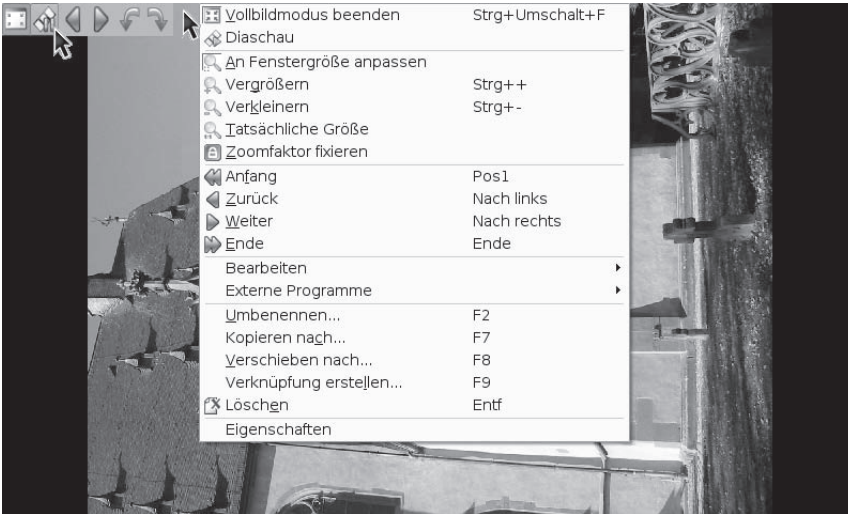 Vollbildmodus beenden Strg+Umschalt+F
Diaschau
An Fenstergröße anpassen
Vergrößern Strg++
Verkleinern Strg+-
Tatsächliche Größe
Zoomfaktor fixieren
Anfang Pos1
Zurück Nach links
Weiter Nach rechts
Ende Ende
Bearbeiten
Externe Programme
Umbenennen... F2
Kopieren nach... F7
Verschieben nach... F8
Verknüpfung erstellen... F9
Löschen Entf
Eigenschaften